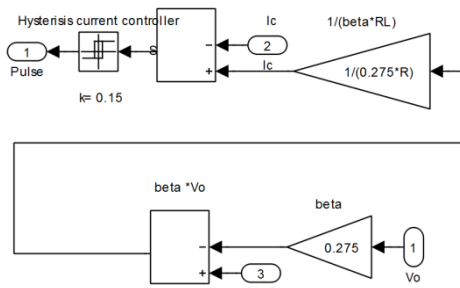 Hysterisis current controller
Ic
1/(beta*RL)
1
2
Pulse
Ic
1/(0.275*R)
k= 0.15
beta *Vo
beta
0.275
1
3
Vo